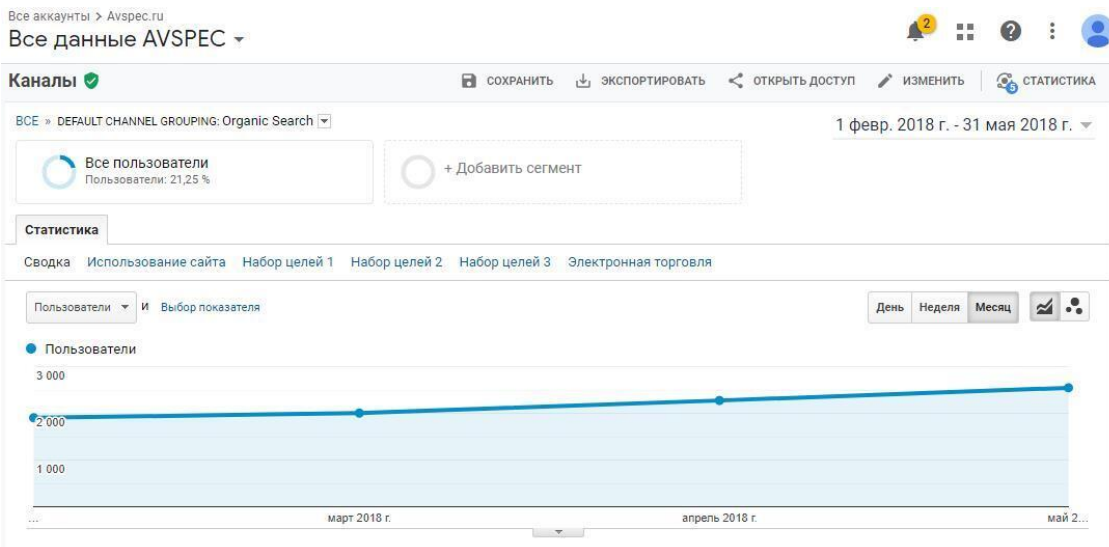 Все аккаунты > Avspec.ru
Все данные AVSPEC
2
Каналы
СОХРАНИТЬ ЭКСПОРТИРОВАТЬ ОТКРЫТЬ ДОСТУП ИЗМЕНИТЬ 5 СТАТИСТИКА
ВСЕ » DEFAULT CHANNEL GROUPING: Organic Search
1 февр. 2018 г. - 31 мая 2018 г.
Все пользователи
Пользователи: 21,25 %
+ Добавить сегмент
Статистика
Сводка Использование сайта Набор целей 1 Набор целей 2 Набор целей 3 Электронная торговля
Пользователи и Выбор показателя
День Неделя Месяц
Пользователи
3 000
2 000
1 000
... март 2018 г. апрель 2018 г. май 2...